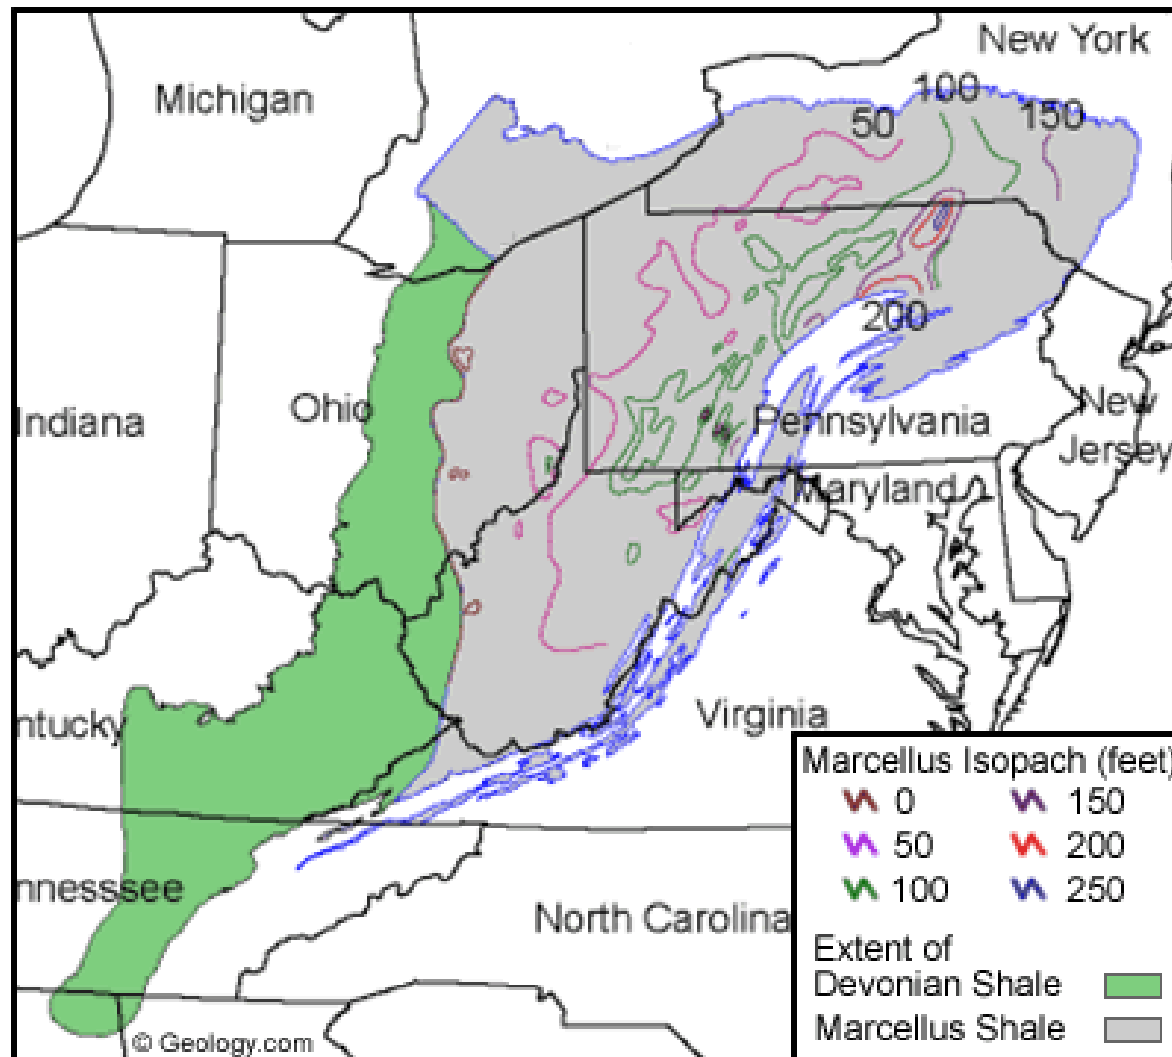 New York
Michigan
100
50
150
200
Ohio
Indiana
Pennsylvania
New
Jersey
Maryland
Virginia
ntucky
Marcellus Isopach (feet)
0
150
50
200
100
250
nnesssee
North Carolina
Extent of
Devonian Shale
Marcellus Shale
© Geology.com